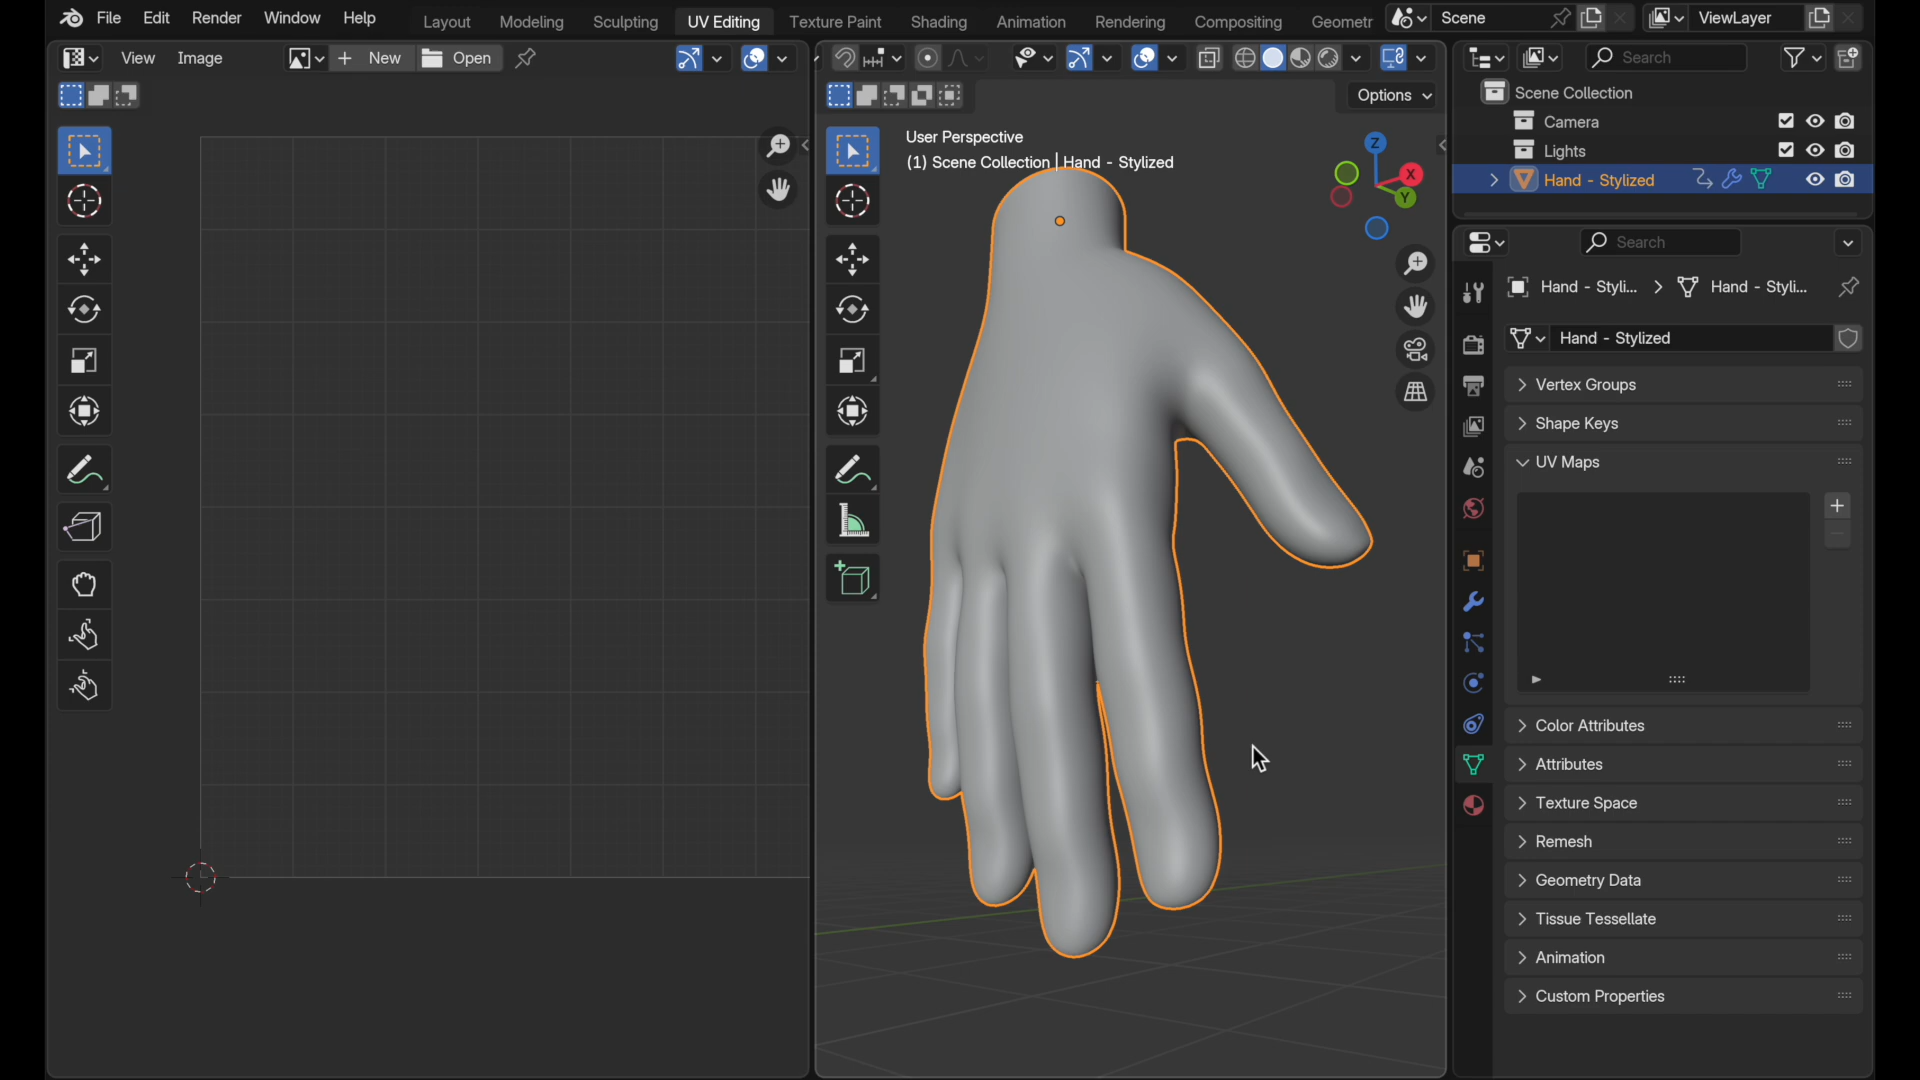 File Edit Render Window Help Layout Modeling Sculpting UV Editing Texture Paint Shading Animation Rendering Compositing Geometr Scene ViewLayer
View Image New Open
Options
User Perspective
(1) Scene Collection | Hand - Stylized
Z
X
Y
Search
Scene Collection
Camera
Lights
Hand - Stylized
Search
Hand - Styli... Hand - Styli...
Hand - Stylized
Vertex Groups
Shape Keys
UV Maps
Color Attributes
Attributes
Texture Space
Remesh
Geometry Data
Tissue Tessellate
Animation
Custom Properties